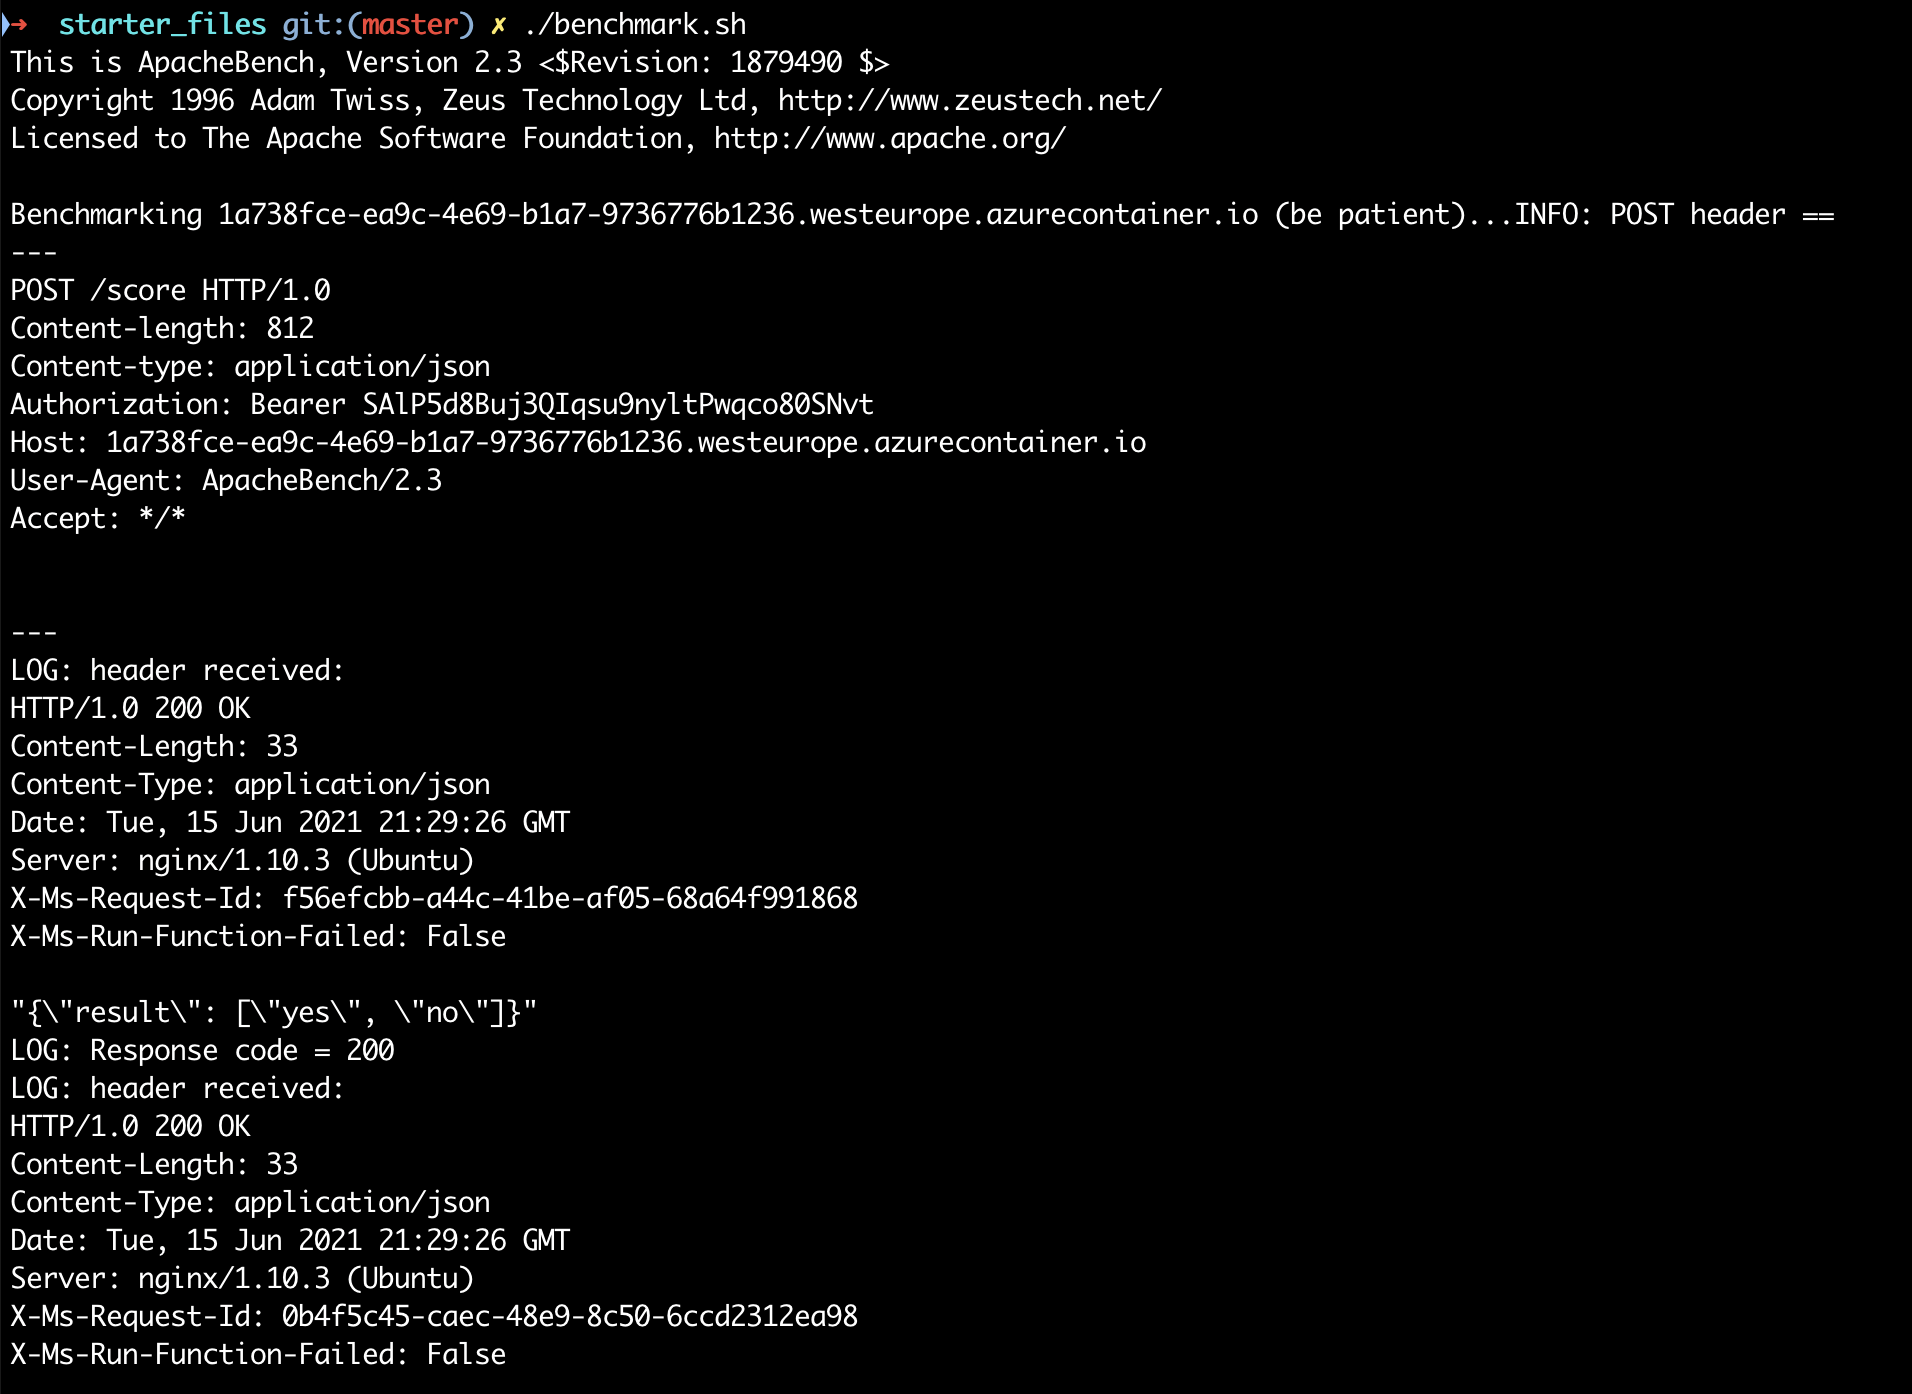 ➜  starter_files git:(master) ✗ ./benchmark.sh
This is ApacheBench, Version 2.3 <$Revision: 1879490 $>
Copyright 1996 Adam Twiss, Zeus Technology Ltd, http://www.zeustech.net/
Licensed to The Apache Software Foundation, http://www.apache.org/

Benchmarking 1a738fce-ea9c-4e69-b1a7-9736776b1236.westeurope.azurecontainer.io (be patient)...INFO: POST header ==
---
POST /score HTTP/1.0
Content-length: 812
Content-type: application/json
Authorization: Bearer SAlP5d8Buj3QIqsu9nyltPwqco80SNvt
Host: 1a738fce-ea9c-4e69-b1a7-9736776b1236.westeurope.azurecontainer.io
User-Agent: ApacheBench/2.3
Accept: */*

---
LOG: header received:
HTTP/1.0 200 OK
Content-Length: 33
Content-Type: application/json
Date: Tue, 15 Jun 2021 21:29:26 GMT
Server: nginx/1.10.3 (Ubuntu)
X-Ms-Request-Id: f56efcbb-a44c-41be-af05-68a64f991868
X-Ms-Run-Function-Failed: False

"{\"result\": [\"yes\", \"no\"]}"
LOG: Response code = 200
LOG: header received:
HTTP/1.0 200 OK
Content-Length: 33
Content-Type: application/json
Date: Tue, 15 Jun 2021 21:29:26 GMT
Server: nginx/1.10.3 (Ubuntu)
X-Ms-Request-Id: 0b4f5c45-caec-48e9-8c50-6ccd2312ea98
X-Ms-Run-Function-Failed: False